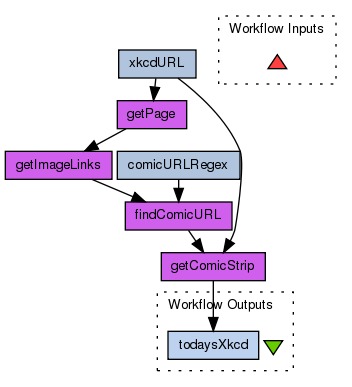 Workflow Inputs
xkcdURL
getPage
getImageLinks
comicURLRegex
findComicURL
getComicStrip
Workflow Outputs
todaysXkcd